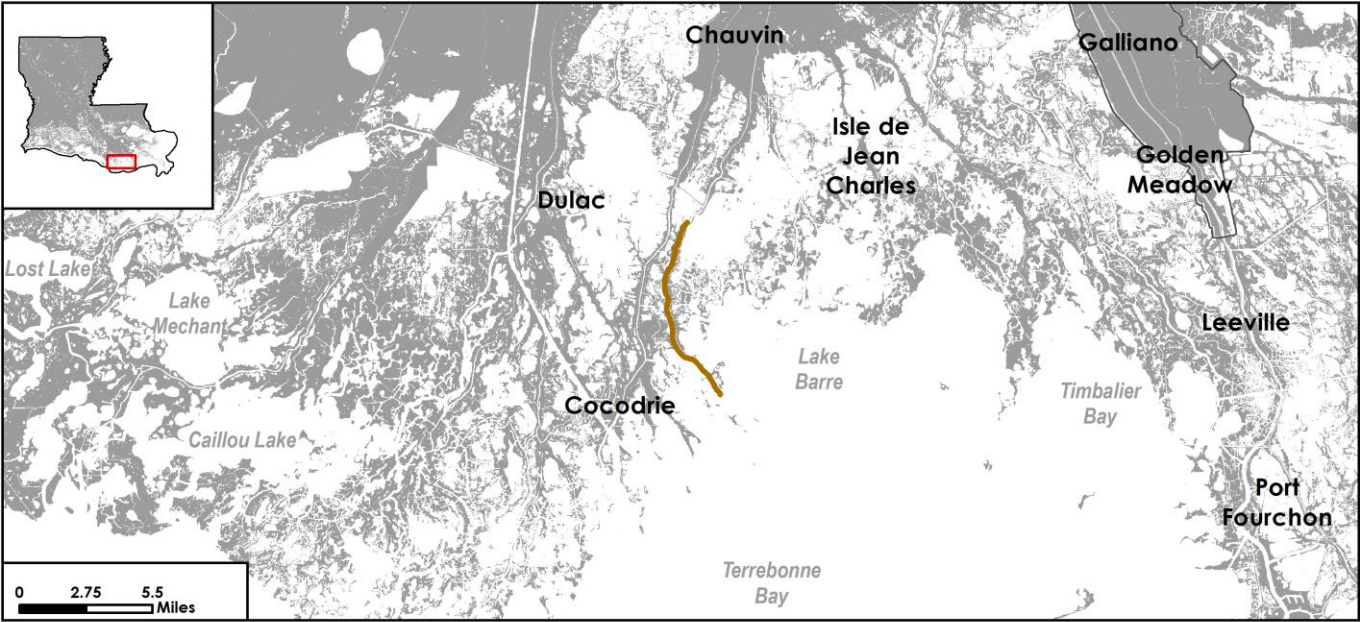 Chauvin
Galliano
Isle de
Jean
Charles
Golden
Meadow
Dulac
Lost Lake
Lake
Mechant
Leeville
Lake
Barre
Timbalier
Bay
Cocodrie
Caillou Lake
Port
Fourchon
Terrebonne
Bay
0 2.75 5.5
Miles